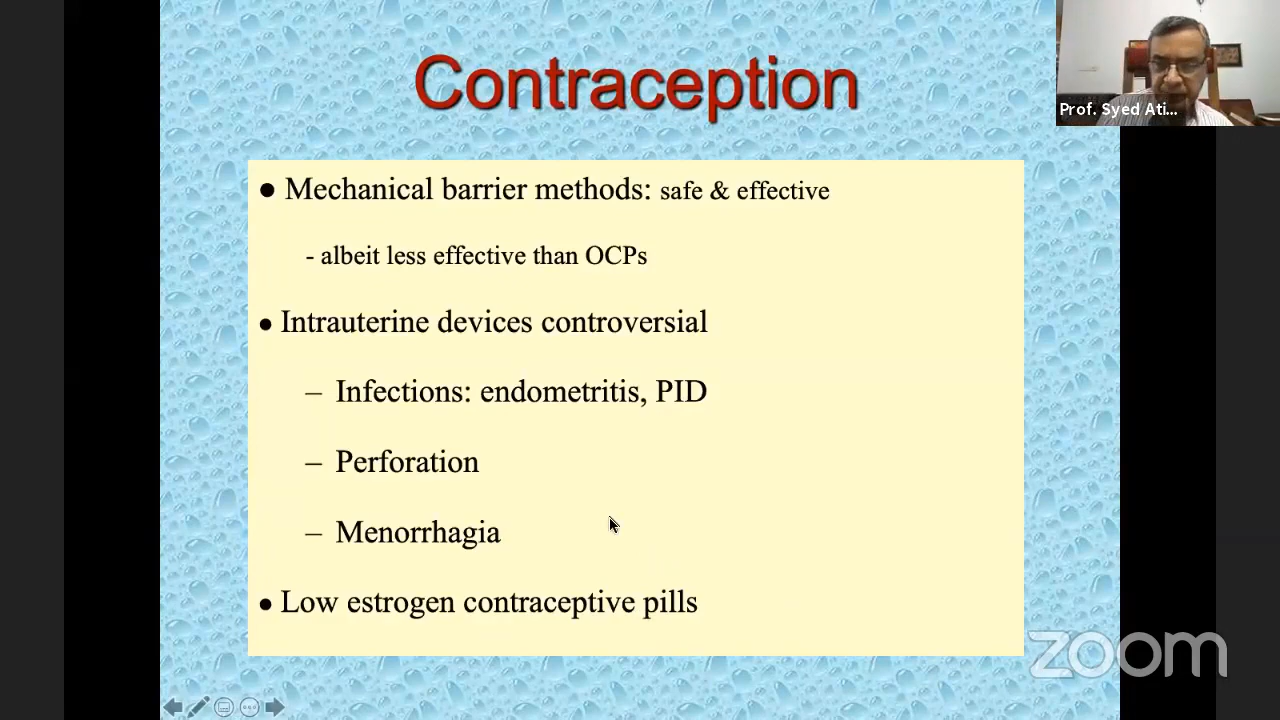 Contraception
Prof. Syed Ati...
● Mechanical barrier methods: safe & effective
- albeit less effective than OCPs
● Intrauterine devices controversial
– Infections: endometritis, PID
– Perforation
– Menorrhagia
● Low estrogen contraceptive pills
zoom